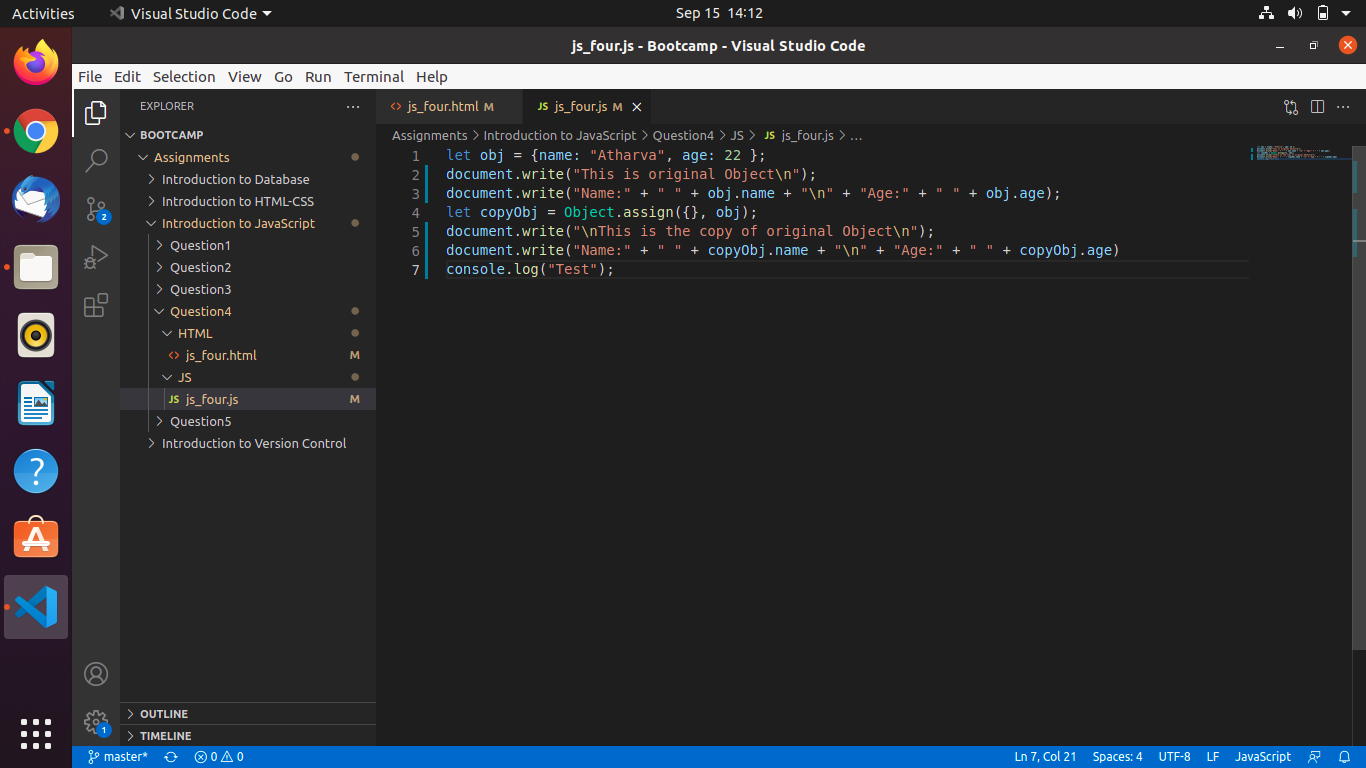 Activities
Visual Studio Code
Sep 15 14:12
js_four.js - Bootcamp - Visual Studio Code
File Edit Selection View Go Run Terminal Help
EXPLORER
BOOTCAMP
Assignments
Introduction to Database
Introduction to HTML-CSS
Introduction to JavaScript
Question1
Question2
Question3
Question4
HTML
js_four.html M
JS
JS js_four.js M
Question5
Introduction to Version Control
OUTLINE
TIMELINE
2
1
js_four.html M
JS js_four.js M
Assignments > Introduction to JavaScript > Question4 > JS > JS js_four.js > ...
1 let obj = {name: "Atharva", age: 22 };
2 document.write("This is original Object\n");
3 document.write("Name:" + " " + obj.name + "\n" + "Age:" + " " + obj.age);
4 let copyObj = Object.assign({}, obj);
5 document.write("\nThis is the copy of original Object\n");
6 document.write("Name:" + " " + copyObj.name + "\n" + "Age:" + " " + copyObj.age)
7 console.log("Test");
master* 0 0 Ln 7, Col 21 Spaces: 4 UTF-8 LF JavaScript